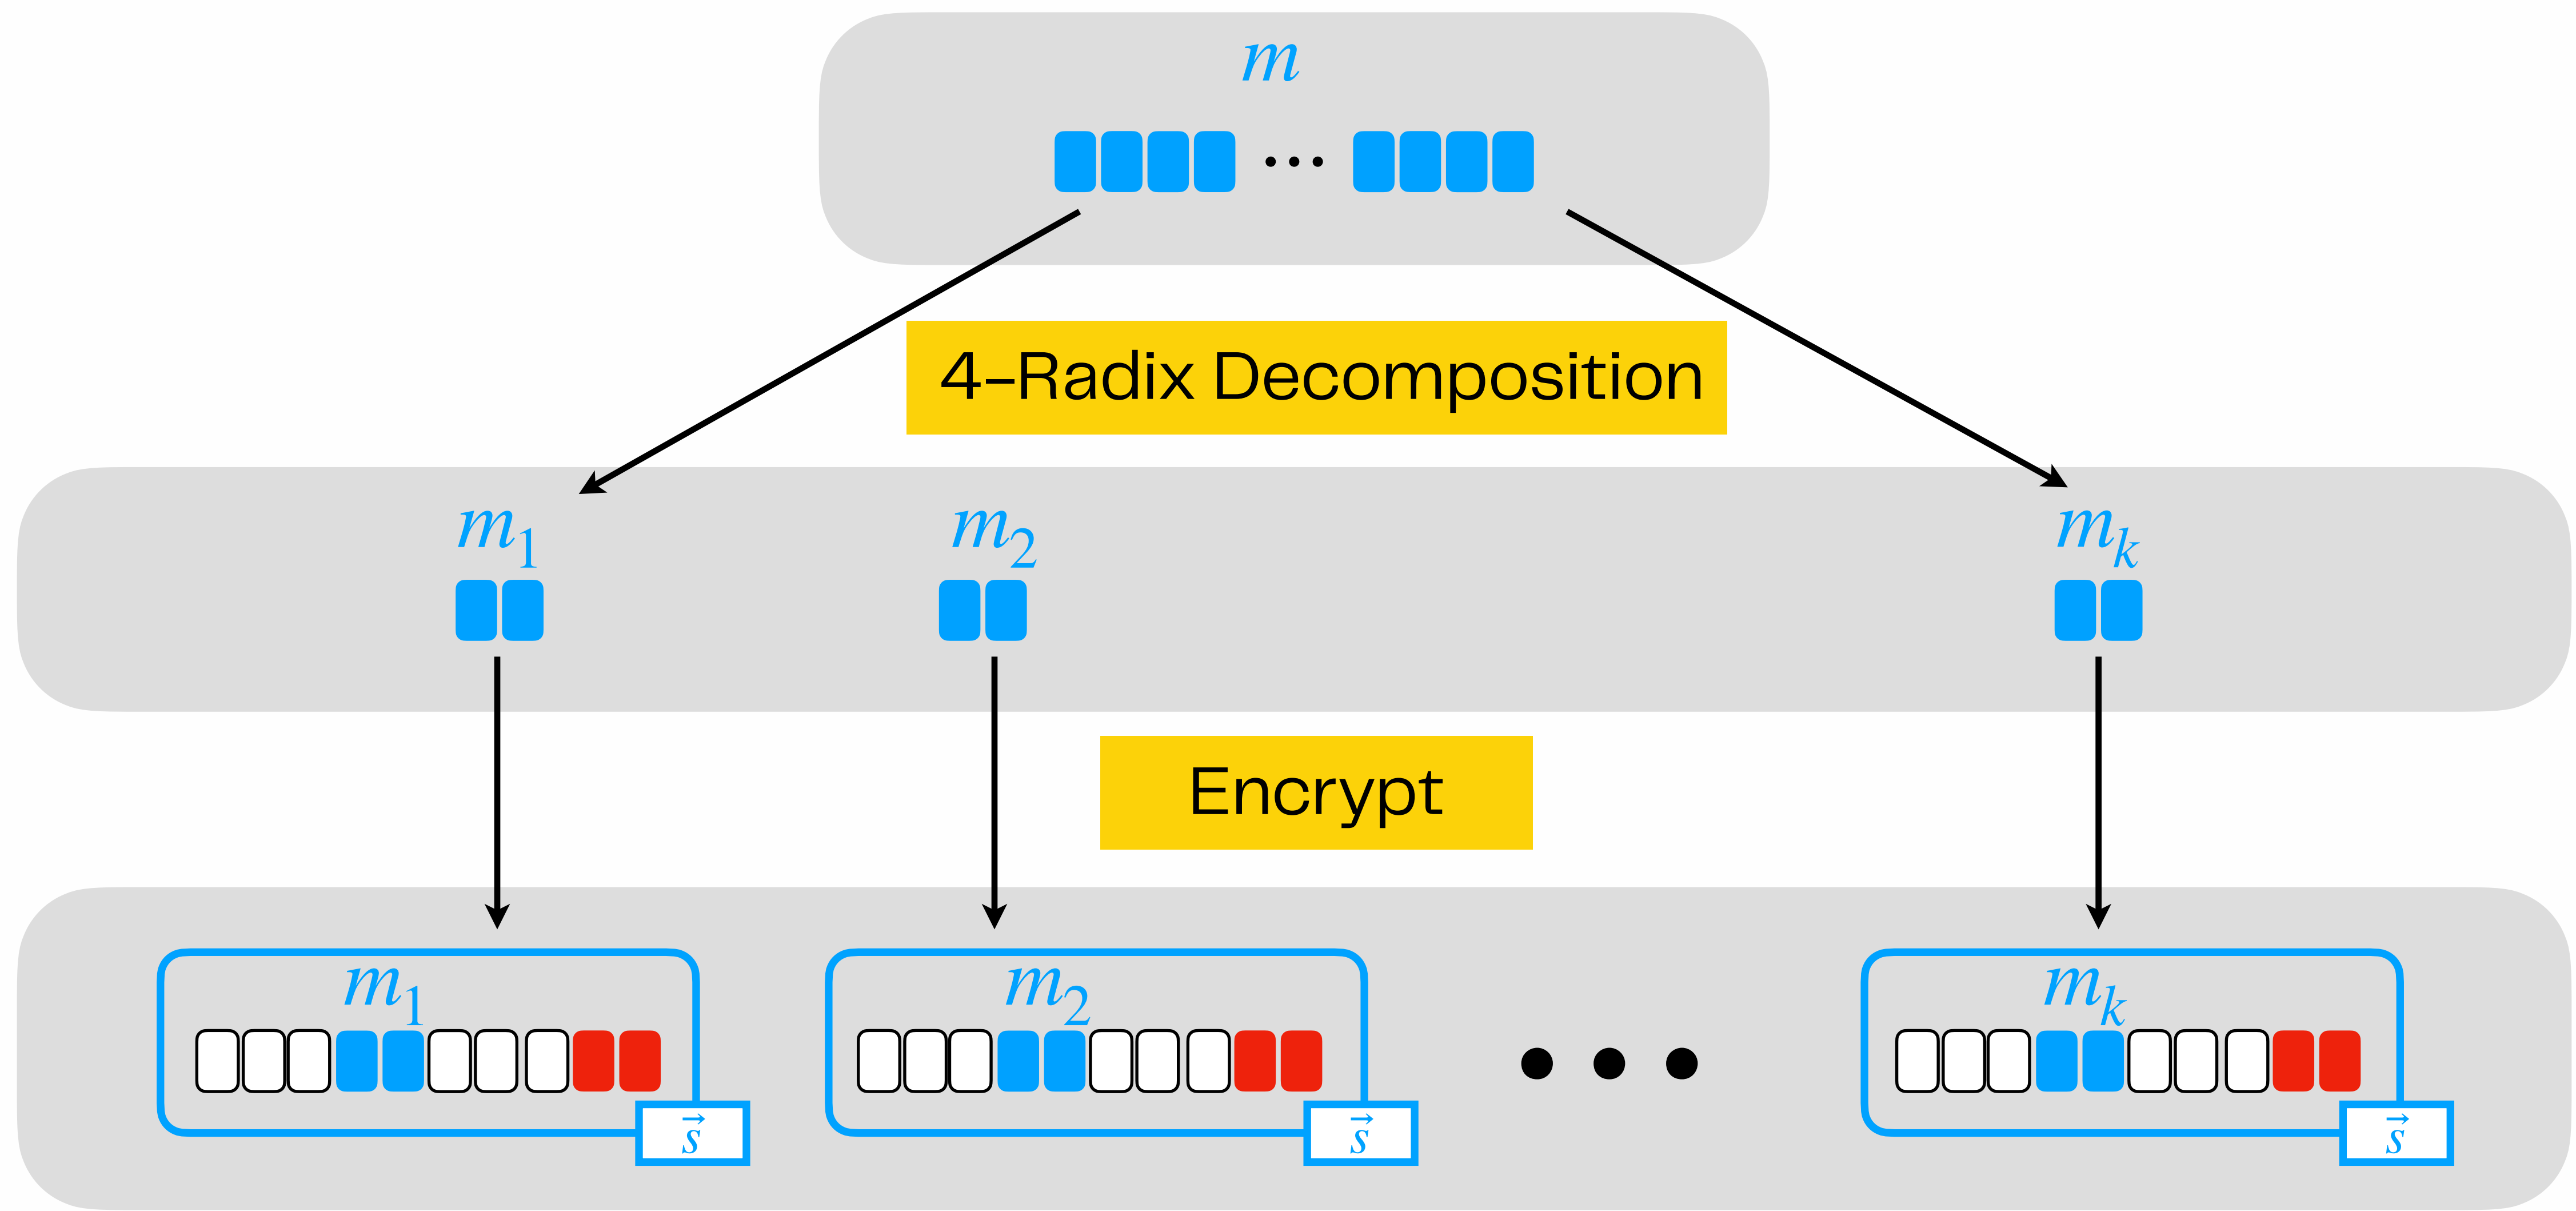 m
4-Radix Decomposition
m₁ m₂ mₖ
Encrypt
m₁ m₂ mₖ
s⃗ s⃗ s⃗